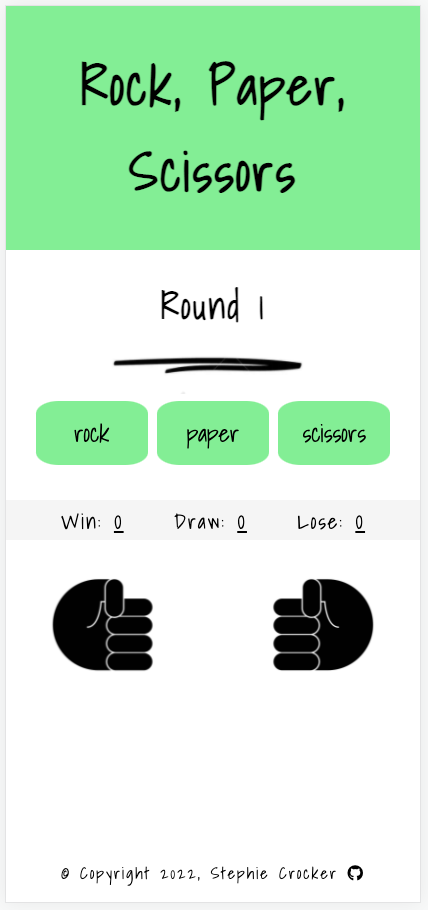 Rock, Paper,
Scissors
Round 1
rock paper scissors
Win: 0 Draw: 0 Lose: 0
© Copyright 2022, Stephie Crocker